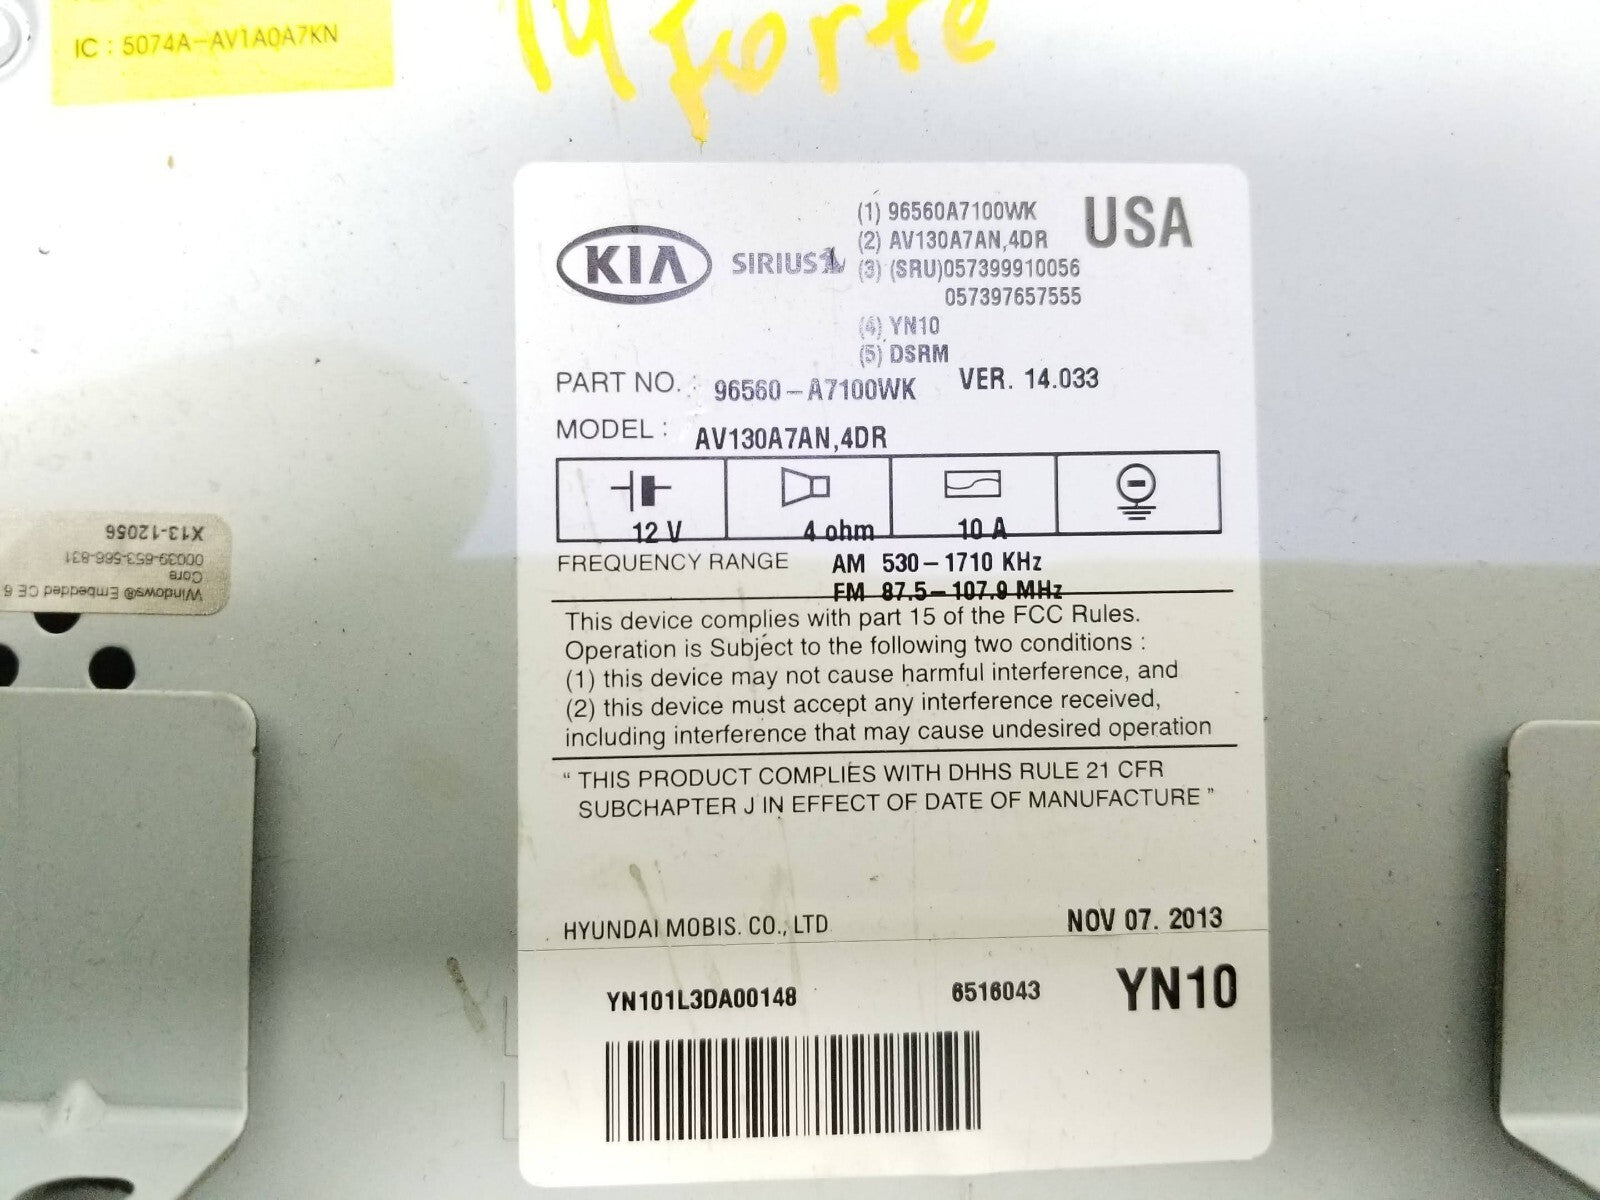 IC : 5074A-AV1A0A7KN
14 Forte
KIA
SIRIUS
(1) 96560A7100WK
(2) AV130A7AN,4DR
(3) (SRU)057399910056
057397657555
(4) YN10
(5) DSRM
USA
PART NO. : 96560-A7100WK VER. 14.033
MODEL : AV130A7AN,4DR
12 V 4 ohm 10 A
FREQUENCY RANGE AM 530-1710 KHz
FM 87.5-107.9 MHz
This device complies with part 15 of the FCC Rules.
Operation is Subject to the following two conditions :
(1) this device may not cause harmful interference, and
(2) this device must accept any interference received,
including interference that may cause undesired operation
“ THIS PRODUCT COMPLIES WITH DHHS RULE 21 CFR
SUBCHAPTER J IN EFFECT OF DATE OF MANUFACTURE ”
HYUNDAI MOBIS. CO., LTD NOV 07. 2013
YN101L3DA00148 6516043 YN10
Windows® Embedded CE 6
Core
00039-653-566-831
X13-12056